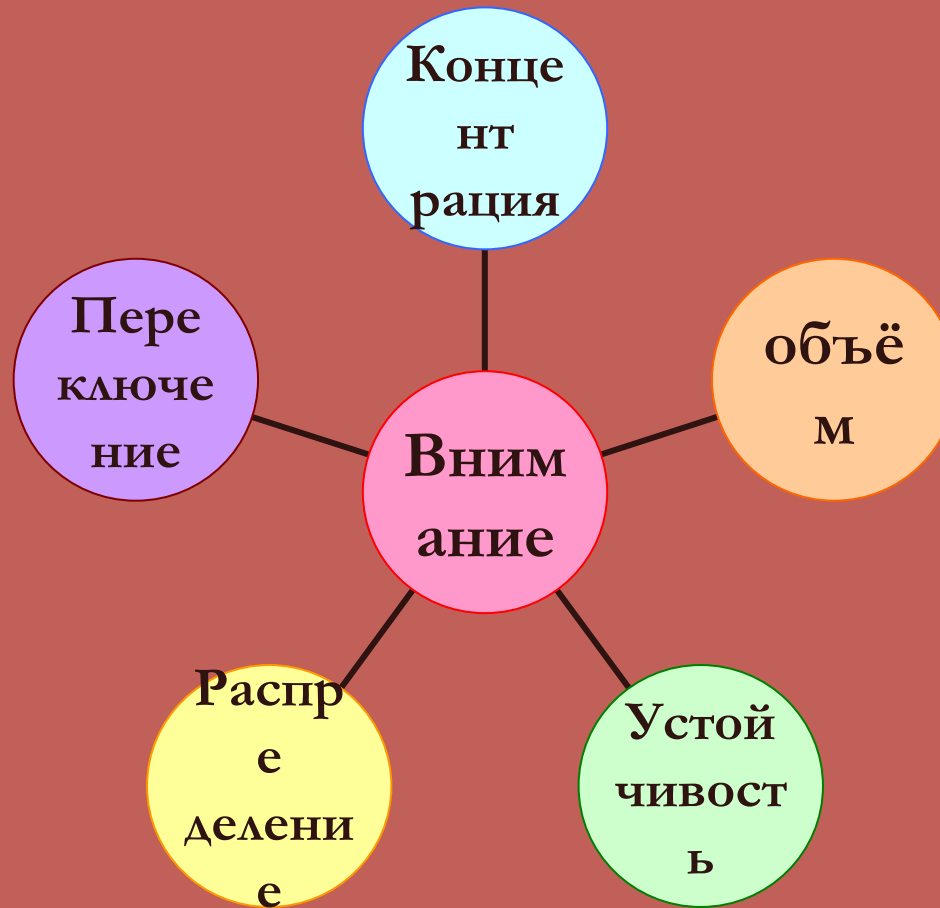 Конце
нт
рация
Пере
ключе
ние
объё
м
Вним
ание
Распр
е
делени
е
Устой
чивост
ь